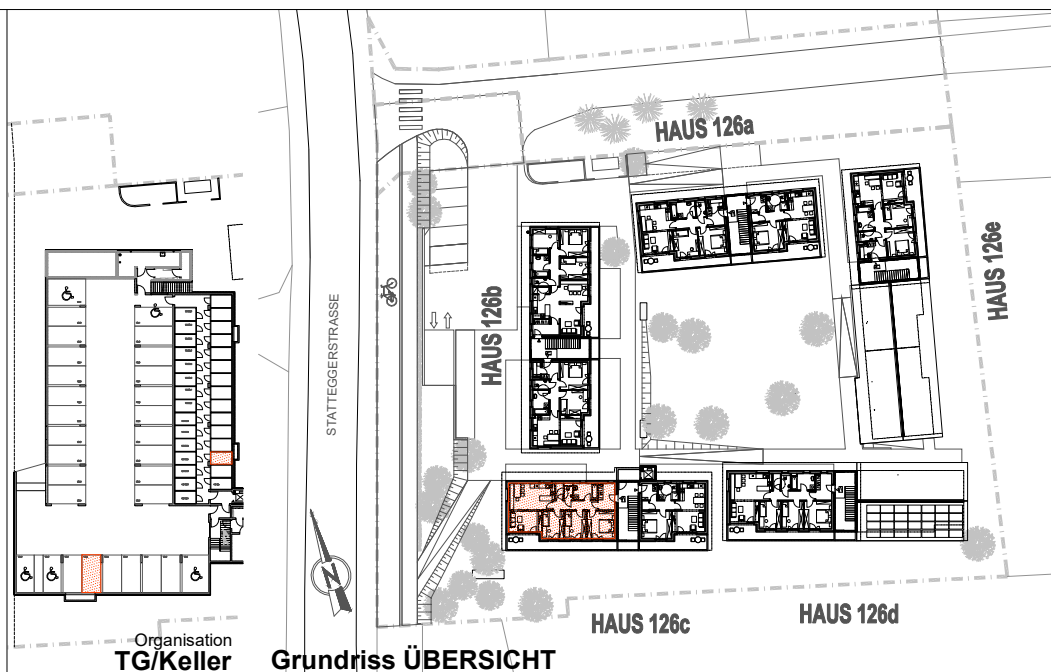 HAUS 126a
HAUS 126e
HAUS 126b
STATTEGGERSTRASSE
N
HAUS 126c
HAUS 126d
Organisation
TG/Keller
Grundriss ÜBERSICHT